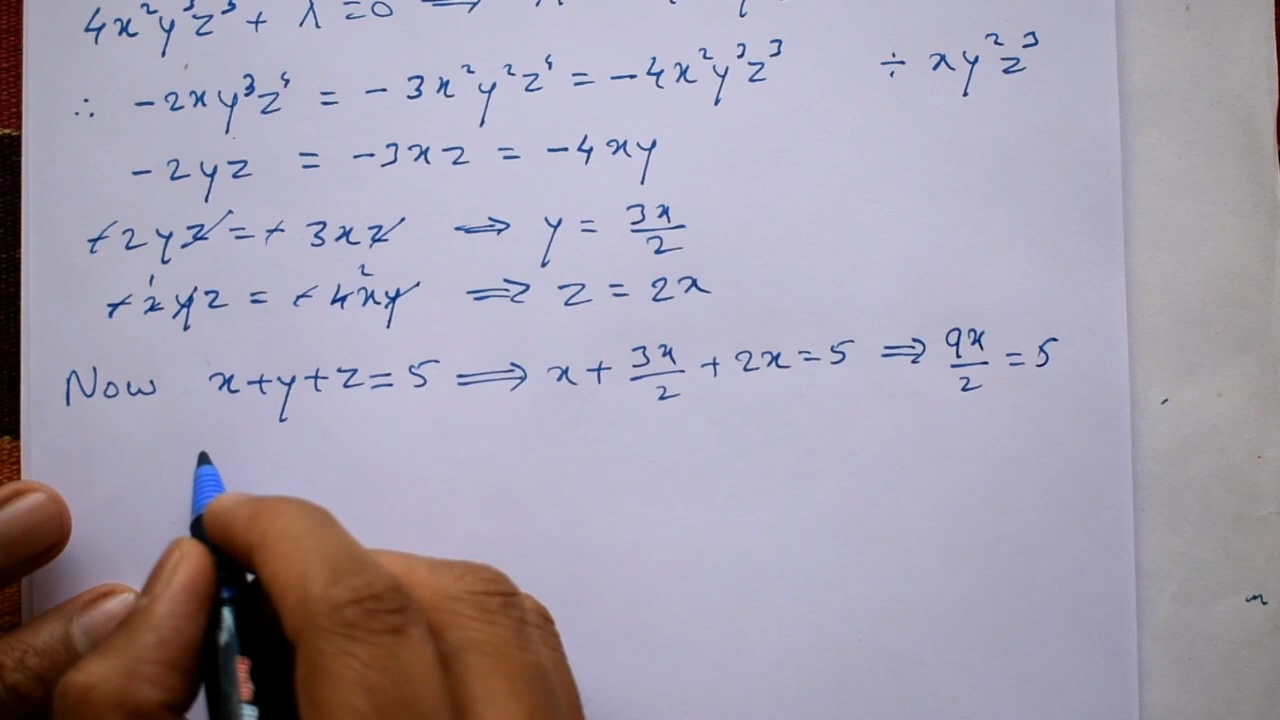 4x²y³z³ + λ = 0 ⟹
∴ -2xy³z⁴ = -3x²y²z⁴ = -4x²y³z³ ÷ xy²z³
-2yz = -3xz = -4xy
+2yz = + 3xz ⟹ y = 3x/2
+2yz = +4xy ⟹ z = 2x
Now x+y+z=5 ⟹ x + 3x/2 + 2x = 5 ⟹ 9x/2 = 5